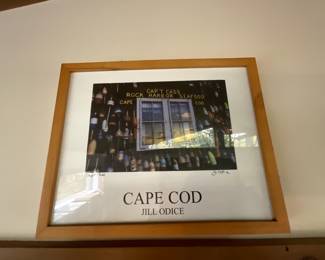 CAP'T CASS
ROCK HARBOR SEAFOOD
CAPE COD
CAPE COD
JILL ODICE